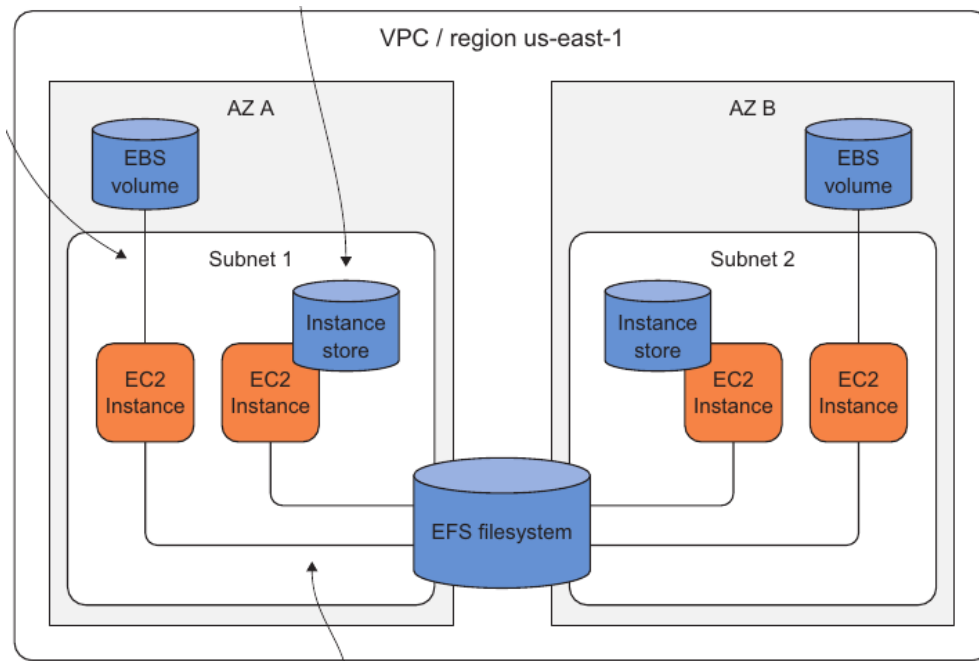 VPC / region us-east-1
AZ A
AZ B
EBS
volume
EBS
volume
Subnet 1
Subnet 2
Instance
store
Instance
store
EC2
Instance
EC2
Instance
EC2
Instance
EC2
Instance
EFS filesystem